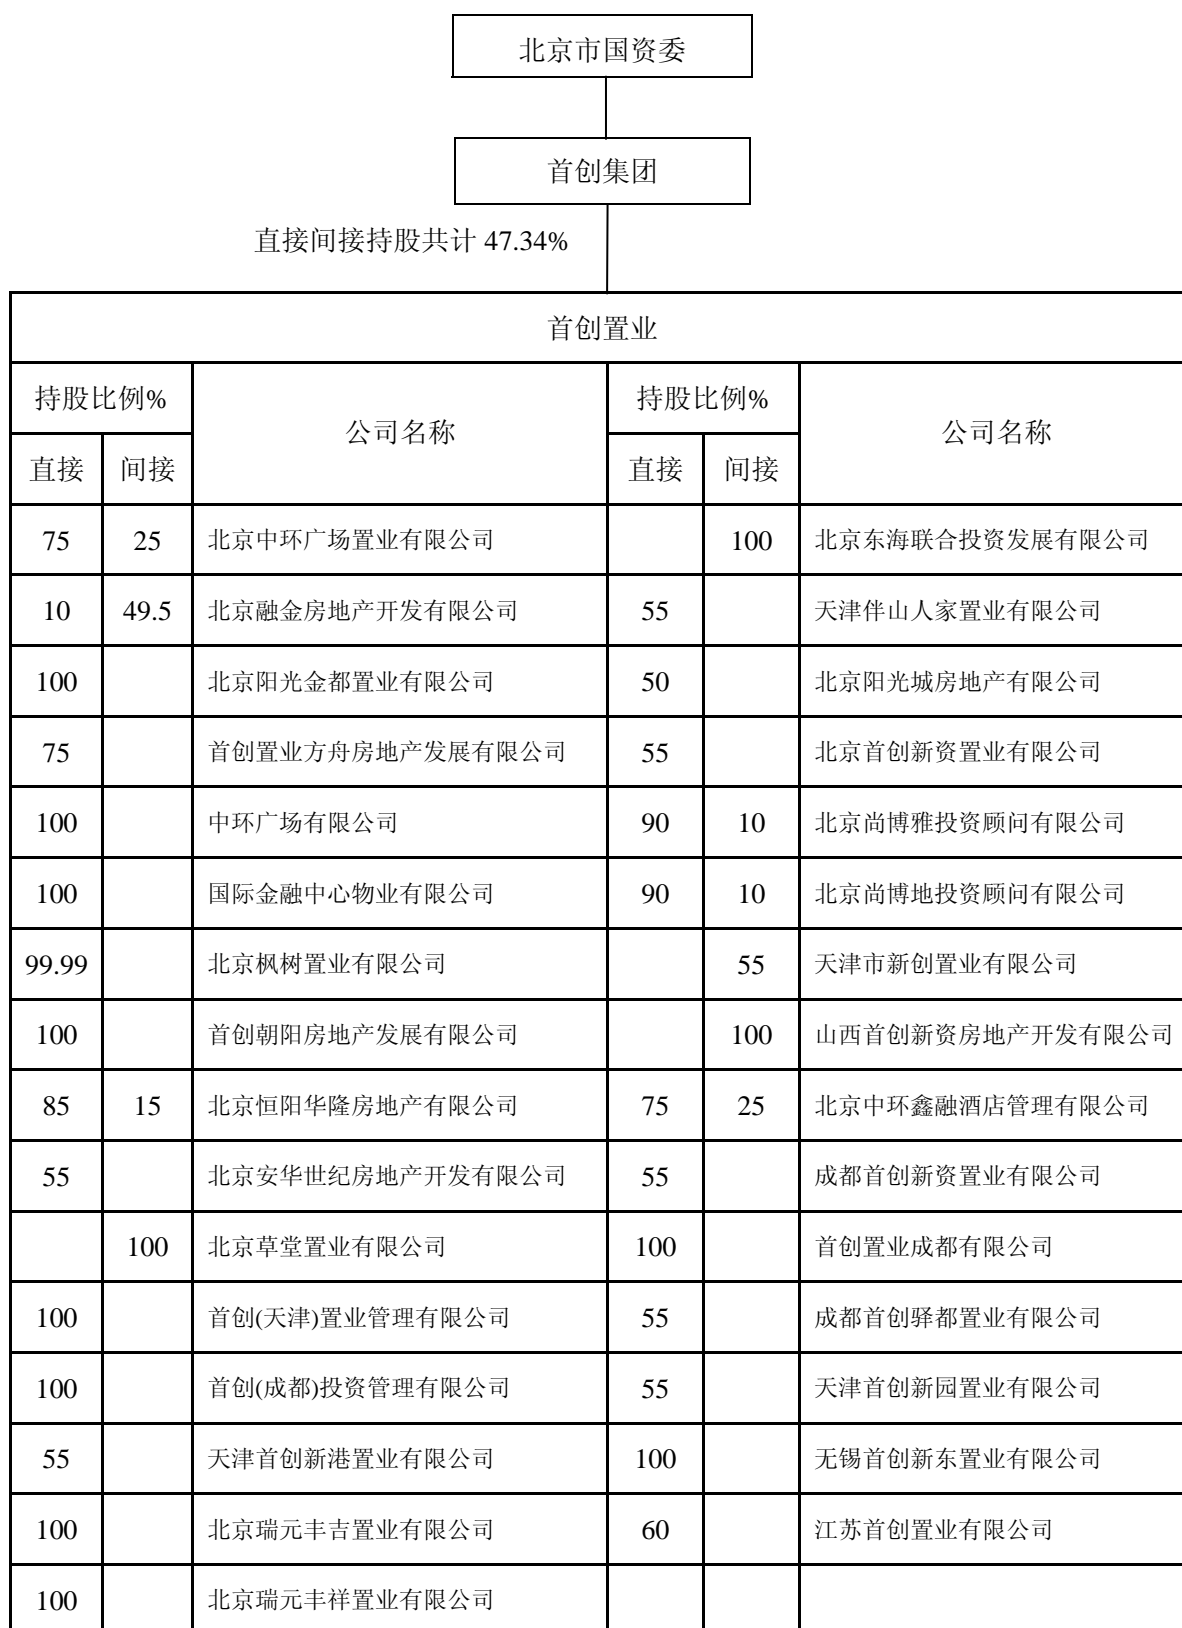 北京市国资委
首创集团
直接间接持股共计 47.34%
首创置业
持股比例% 公司名称 持股比例% 公司名称
直接 间接 直接 间接
75 25 北京中环广场置业有限公司 100 北京东海联合投资发展有限公司
10 49.5 北京融金房地产开发有限公司 55 天津伴山人家置业有限公司
100 北京阳光金都置业有限公司 50 北京阳光城房地产有限公司
75 首创置业方舟房地产发展有限公司 55 北京首创新资置业有限公司
100 中环广场有限公司 90 10 北京尚博雅投资顾问有限公司
100 国际金融中心物业有限公司 90 10 北京尚博地投资顾问有限公司
99.99 北京枫树置业有限公司 55 天津市新创置业有限公司
100 首创朝阳房地产发展有限公司 100 山西首创新资房地产开发有限公司
85 15 北京恒阳华隆房地产有限公司 75 25 北京中环鑫融酒店管理有限公司
55 北京安华世纪房地产开发有限公司 55 成都首创新资置业有限公司
100 北京草堂置业有限公司 100 首创置业成都有限公司
100 首创(天津)置业管理有限公司 55 成都首创驿都置业有限公司
100 首创(成都)投资管理有限公司 55 天津首创新园置业有限公司
55 天津首创新港置业有限公司 100 无锡首创新东置业有限公司
100 北京瑞元丰吉置业有限公司 60 江苏首创置业有限公司
100 北京瑞元丰祥置业有限公司